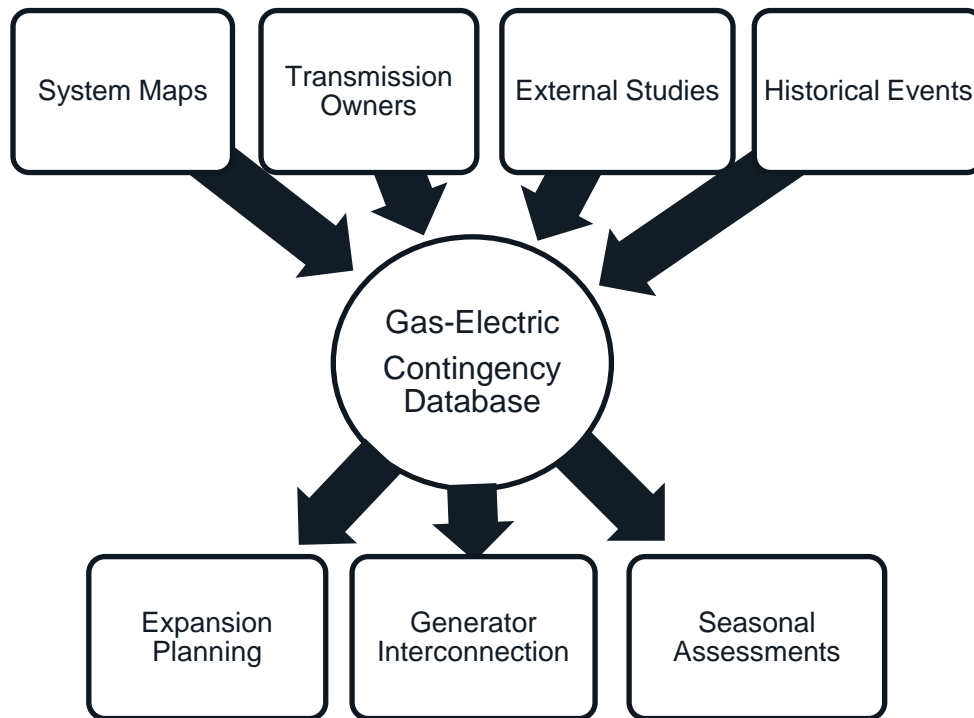 System Maps
Transmission
Owners
External Studies
Historical Events
Gas-Electric
Contingency
Database
Expansion
Planning
Generator
Interconnection
Seasonal
Assessments